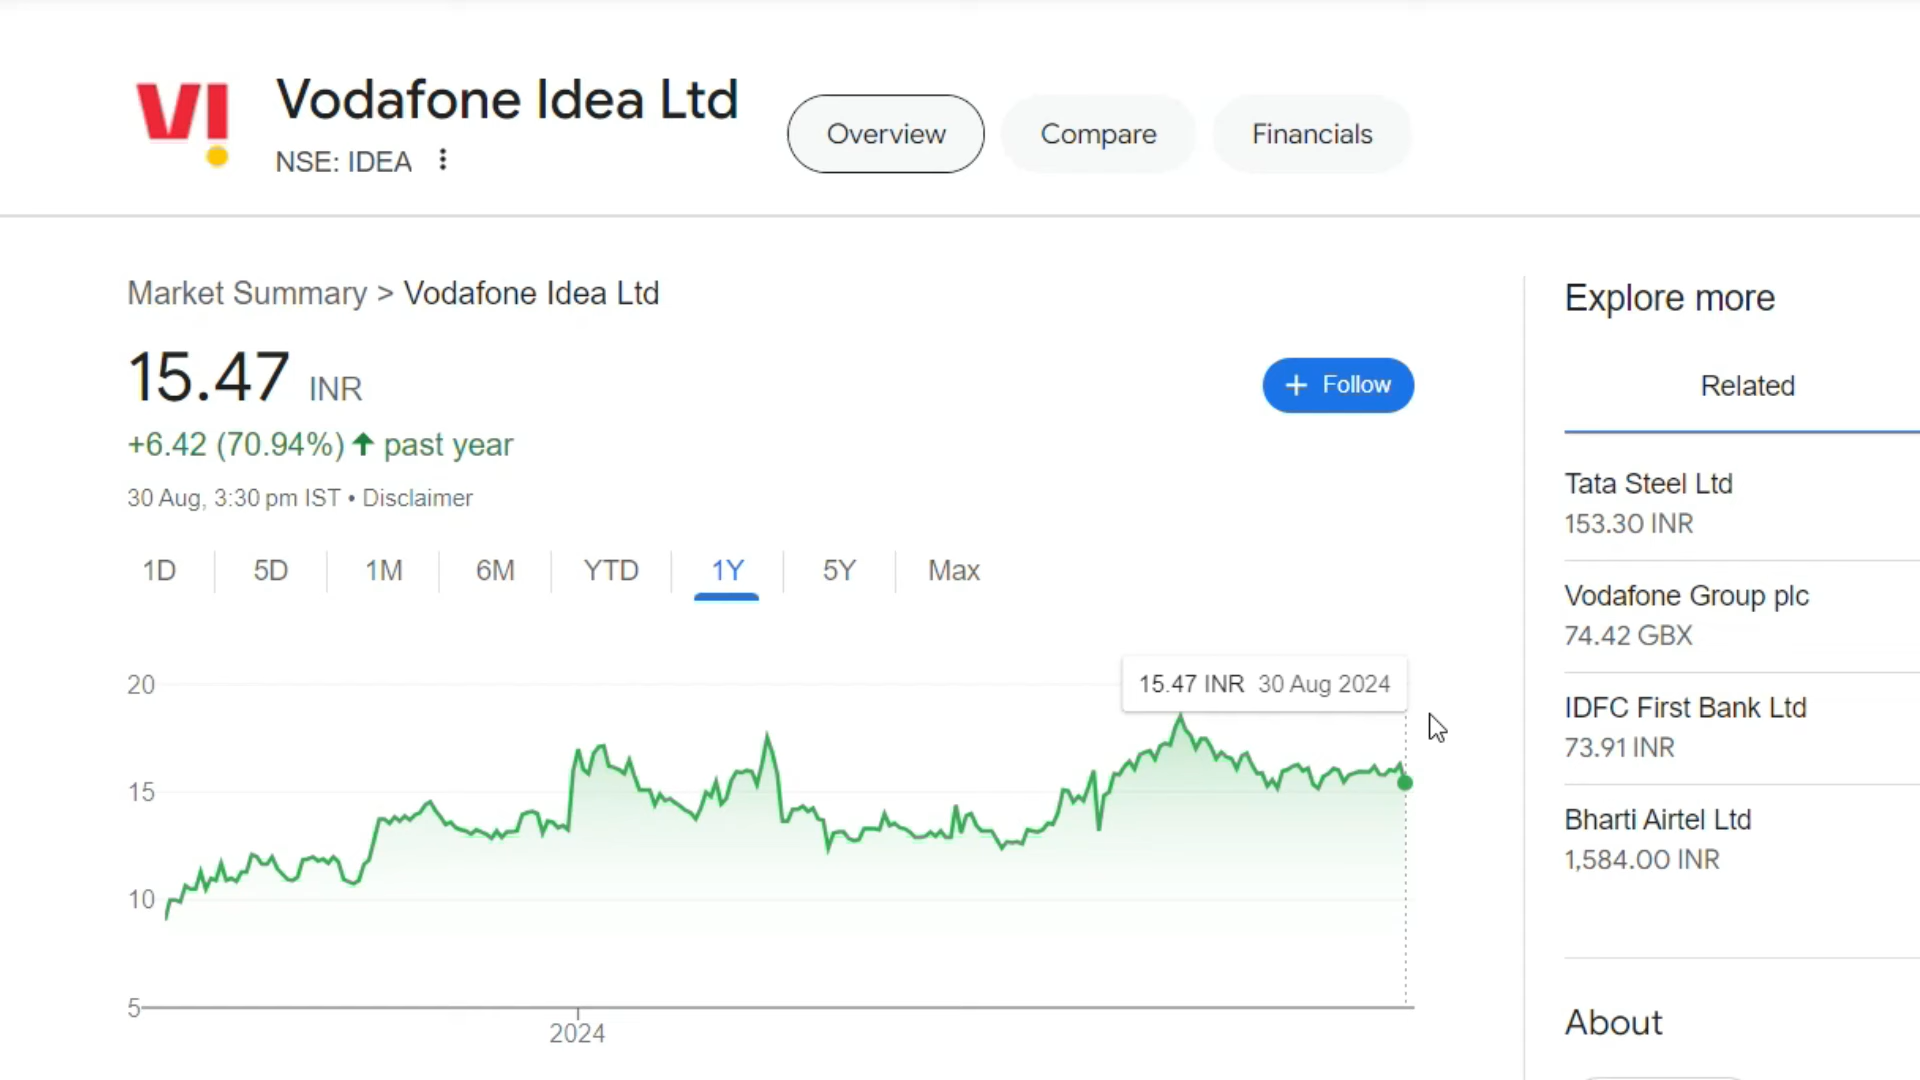 VI
Vodafone Idea Ltd
NSE: IDEA
Overview
Compare
Financials
Market Summary > Vodafone Idea Ltd
15.47 INR
+ Follow
+6.42 (70.94%) ↑ past year
30 Aug, 3:30 pm IST • Disclaimer
1D 5D 1M 6M YTD 1Y 5Y Max
15.47 INR 30 Aug 2024
20
15
10
5
2024
Explore more
Related
Tata Steel Ltd
153.30 INR
Vodafone Group plc
74.42 GBX
IDFC First Bank Ltd
73.91 INR
Bharti Airtel Ltd
1,584.00 INR
About